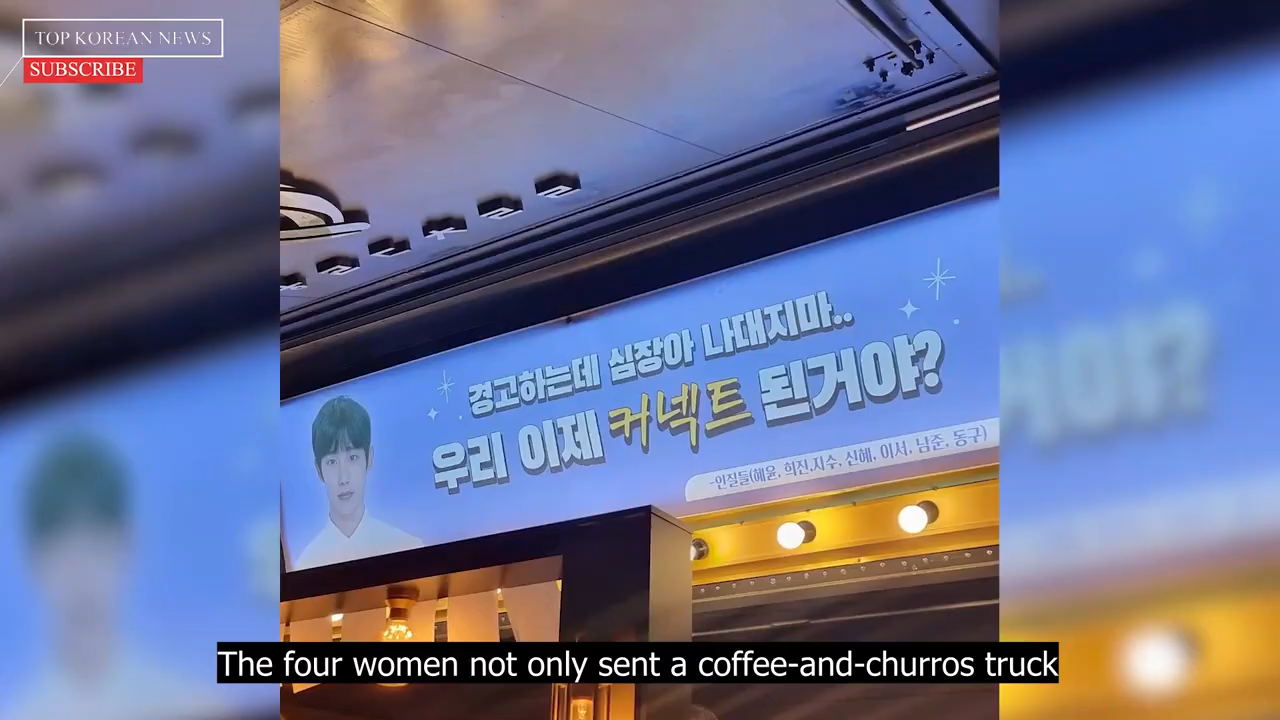 TOP KOREAN NEWS
SUBSCRIBE
경고하는데 심장아 나대지마..
우리 이제 커넥트 된거야?
-인질들(혜윤, 희진,지수, 신혜, 이서, 남준, 동구)
The four women not only sent a coffee-and-churros truck